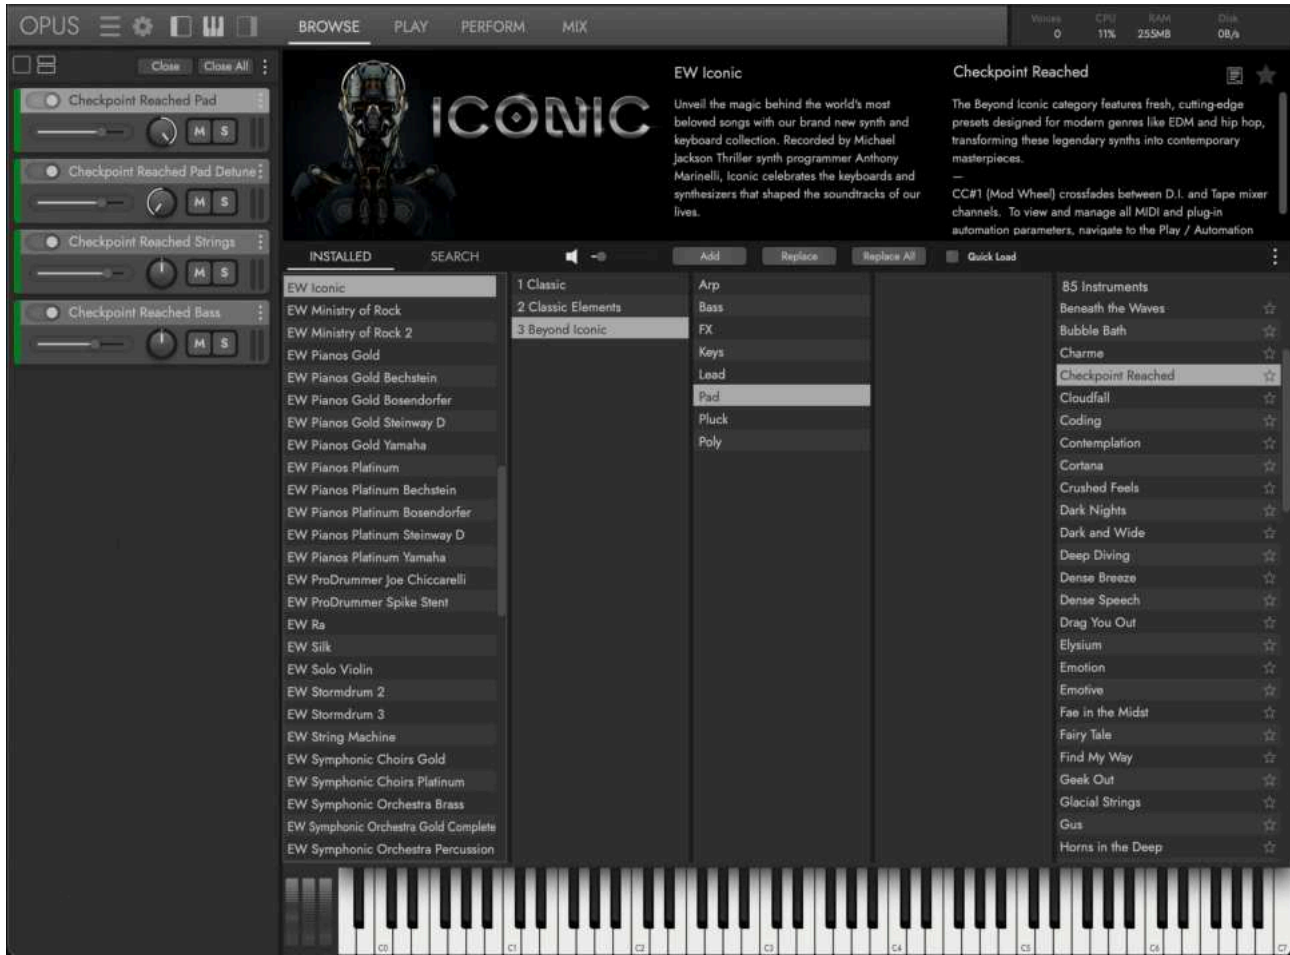 OPUS
BROWSE PLAY PERFORM MIX
Voices CPU RAM Disk
0 11% 255MB 0B/s
Close Close All
Checkpoint Reached Pad
M S
Checkpoint Reached Pad Detune
M S
Checkpoint Reached Strings
M S
Checkpoint Reached Bass
M S
ICONIC
EW Iconic
Unveil the magic behind the world's most
beloved songs with our brand new synth and
keyboard collection. Recorded by Michael
Jackson Thriller synth programmer Anthony
Marinelli, Iconic celebrates the keyboards and
synthesizers that shaped the soundtracks of our
lives.
Checkpoint Reached
The Beyond Iconic category features fresh, cutting-edge
presets designed for modern genres like EDM and hip hop,
transforming these legendary synths into contemporary
masterpieces.
—
CC#1 (Mod Wheel) crossfades between D.I. and Tape mixer
channels. To view and manage all MIDI and plug-in
automation parameters, navigate to the Play / Automation
INSTALLED SEARCH
Add Replace Replace All Quick Load
EW Iconic
EW Ministry of Rock
EW Ministry of Rock 2
EW Pianos Gold
EW Pianos Gold Bechstein
EW Pianos Gold Bosendorfer
EW Pianos Gold Steinway D
EW Pianos Gold Yamaha
EW Pianos Platinum
EW Pianos Platinum Bechstein
EW Pianos Platinum Bosendorfer
EW Pianos Platinum Steinway D
EW Pianos Platinum Yamaha
EW ProDrummer Joe Chiccarelli
EW ProDrummer Spike Stent
EW Ra
EW Silk
EW Solo Violin
EW Stormdrum 2
EW Stormdrum 3
EW String Machine
EW Symphonic Choirs Gold
EW Symphonic Choirs Platinum
EW Symphonic Orchestra Brass
EW Symphonic Orchestra Gold Complete
EW Symphonic Orchestra Percussion
1 Classic
2 Classic Elements
3 Beyond Iconic
Arp
Bass
FX
Keys
Lead
Pad
Pluck
Poly
85 Instruments
Beneath the Waves
Bubble Bath
Charme
Checkpoint Reached
Cloudfall
Coding
Contemplation
Cortana
Crushed Feels
Dark Nights
Dark and Wide
Deep Diving
Dense Breeze
Dense Speech
Drag You Out
Elysium
Emotion
Emotive
Fae in the Midst
Fairy Tale
Find My Way
Geek Out
Glacial Strings
Gus
Horns in the Deep
C0 C1 C2 C3 C4 C5 C6 C7